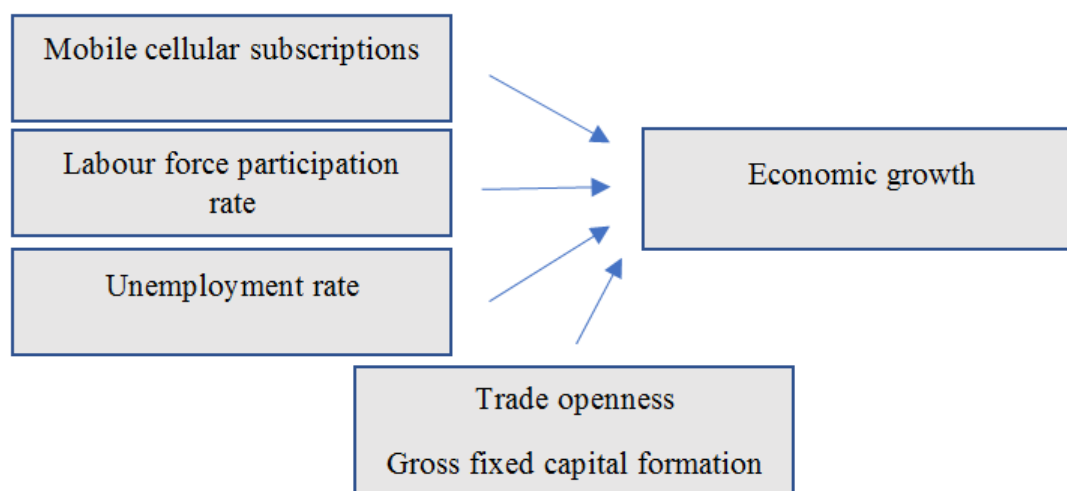 Mobile cellular subscriptions
Labour force participation
rate
Economic growth
Unemployment rate
Trade openness
Gross fixed capital formation